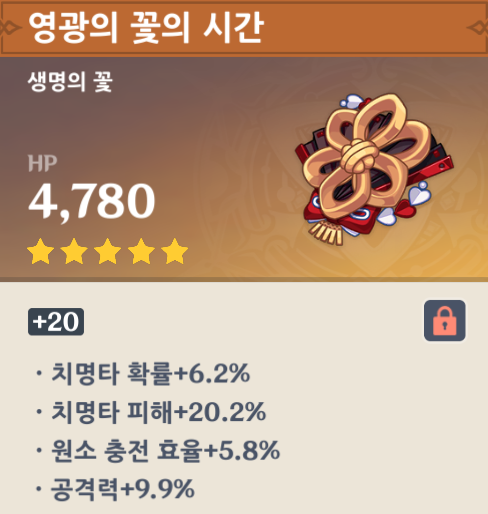 영광의 꽃의 시간
생명의 꽃
HP
4,780
+20
· 치명타 확률+6.2%
· 치명타 피해+20.2%
· 원소 충전 효율+5.8%
· 공격력+9.9%